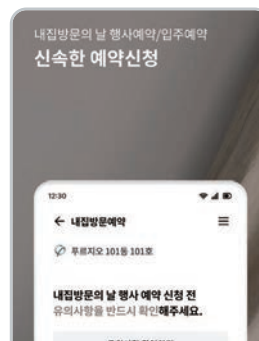 내집방문의 날 행사예약/입주예약
신속한 예약신청
12:30
← 내집방문예약
푸르지오 101동 101호
내집방문의 날 행사 예약 신청 전
유의사항을 반드시 확인해주세요.